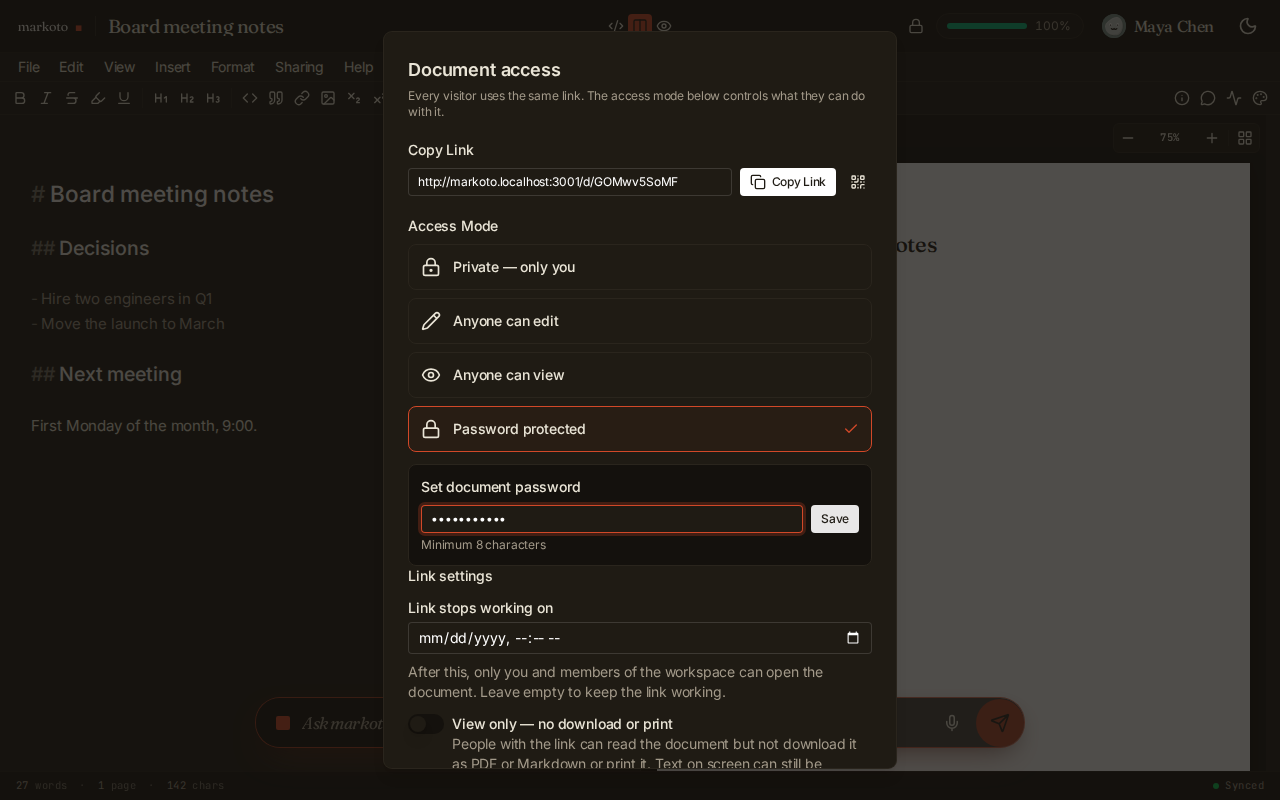 markoto
Board meeting notes
100%
Maya Chen
File Edit View Insert Format Sharing Help
H1 H2 H3
75%
# Board meeting notes
## Decisions
- Hire two engineers in Q1
- Move the launch to March
## Next meeting
First Monday of the month, 9:00.
otes
Document access
Every visitor uses the same link. The access mode below controls what they can do
with it.
Copy Link
http://markoto.localhost:3001/d/GOMwv5SoMF
Copy Link
Access Mode
Private — only you
Anyone can edit
Anyone can view
Password protected
Set document password
•••••••••••
Save
Minimum 8 characters
Link settings
Link stops working on
mm/dd/yyyy, --:-- --
After this, only you and members of the workspace can open the
document. Leave empty to keep the link working.
View only — no download or print
People with the link can read the document but not download it
as PDF or Markdown or print it. Text on screen can still be
Ask markot
27 words · 1 page · 142 chars
Synced